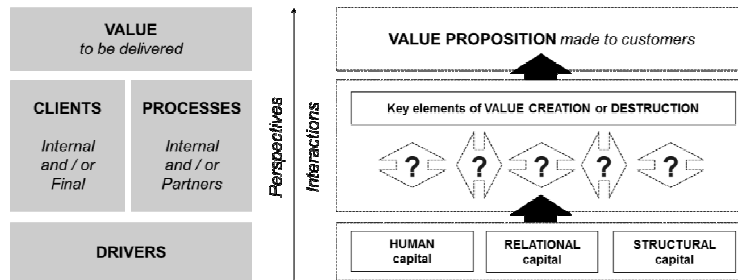 VALUE
to be delivered
CLIENTS
Internal
and / or
Final
PROCESSES
Internal
and / or
Partners
DRIVERS
Perspectives
Interactions
VALUE PROPOSITION made to customers
Key elements of VALUE CREATION or DESTRUCTION
? ? ? ? ?
HUMAN
capital
RELATIONAL
capital
STRUCTURAL
capital